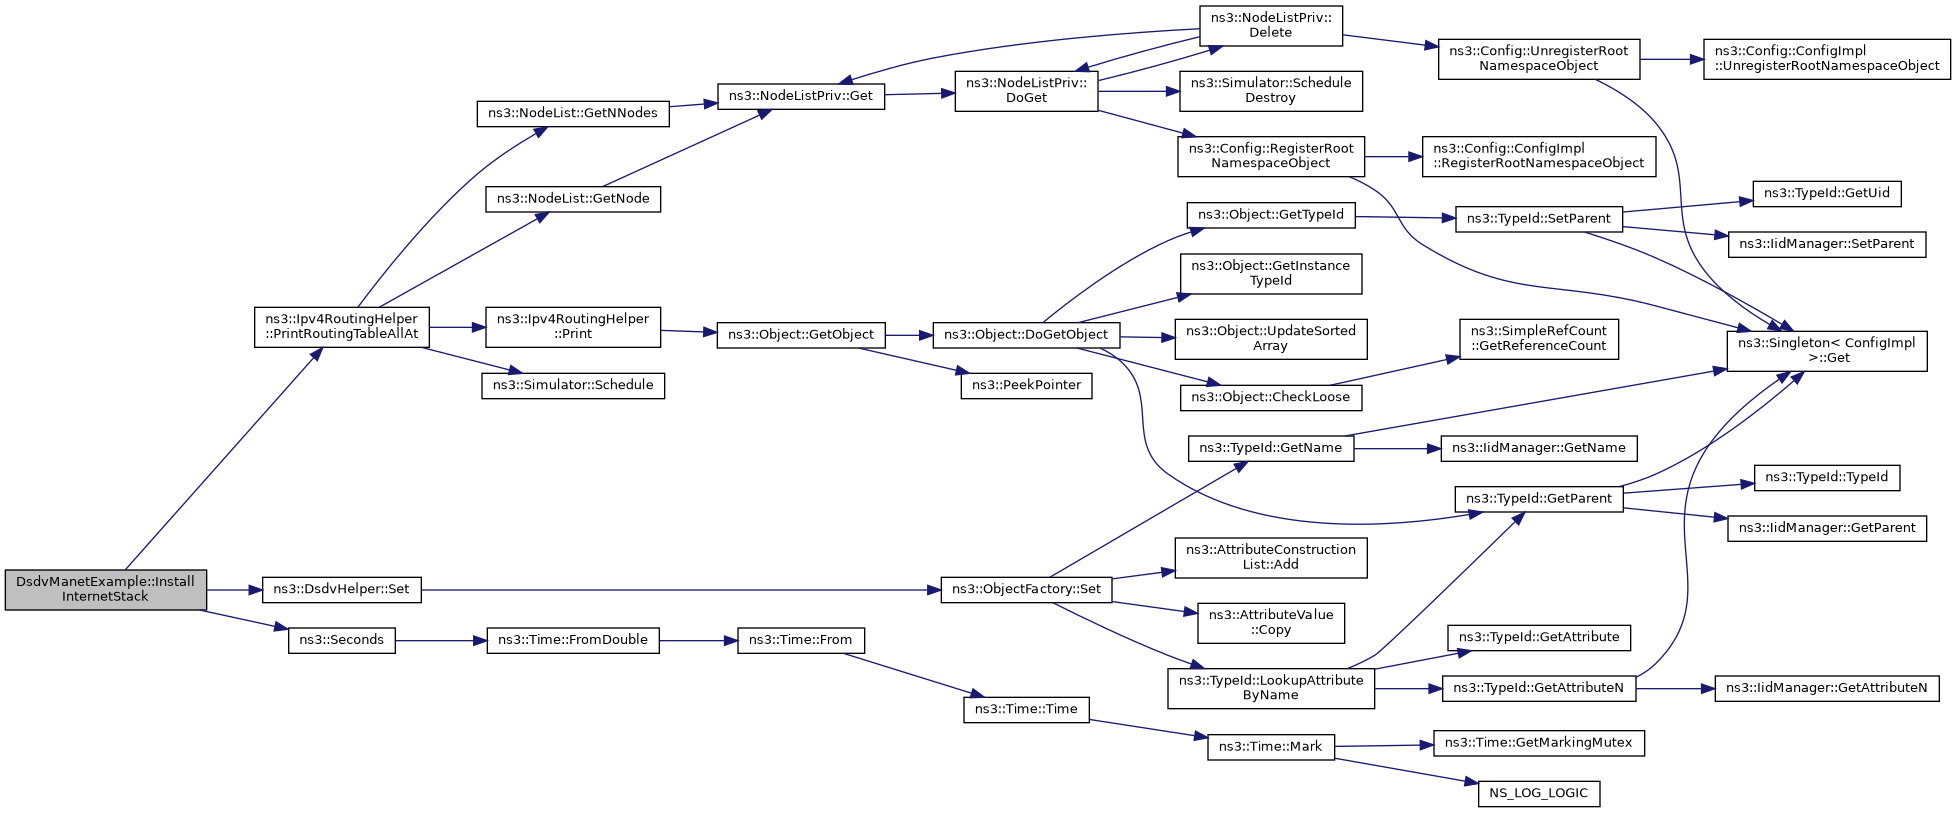 DsdvManetExample::Install
InternetStack
ns3::Ipv4RoutingHelper
::PrintRoutingTableAllAt
ns3::DsdvHelper::Set
ns3::Seconds
ns3::NodeList::GetNNodes
ns3::NodeList::GetNode
ns3::Ipv4RoutingHelper
::Print
ns3::Simulator::Schedule
ns3::Time::FromDouble
ns3::NodeListPriv::Get
ns3::Object::GetObject
ns3::Time::From
ns3::NodeListPriv::
DoGet
ns3::Object::DoGetObject
ns3::PeekPointer
ns3::ObjectFactory::Set
ns3::Time::Time
ns3::NodeListPriv::
Delete
ns3::Simulator::Schedule
Destroy
ns3::Config::RegisterRoot
NamespaceObject
ns3::Object::GetTypeId
ns3::Object::GetInstance
TypeId
ns3::Object::UpdateSorted
Array
ns3::Object::CheckLoose
ns3::TypeId::GetName
ns3::AttributeConstruction
List::Add
ns3::AttributeValue
::Copy
ns3::TypeId::LookupAttribute
ByName
ns3::Time::Mark
ns3::Config::UnregisterRoot
NamespaceObject
ns3::Config::ConfigImpl
::RegisterRootNamespaceObject
ns3::TypeId::SetParent
ns3::SimpleRefCount
::GetReferenceCount
ns3::IidManager::GetName
ns3::TypeId::GetParent
ns3::TypeId::GetAttribute
ns3::TypeId::GetAttributeN
ns3::Time::GetMarkingMutex
NS_LOG_LOGIC
ns3::Config::ConfigImpl
::UnregisterRootNamespaceObject
ns3::TypeId::GetUid
ns3::IidManager::SetParent
ns3::Singleton< ConfigImpl
>::Get
ns3::TypeId::TypeId
ns3::IidManager::GetParent
ns3::IidManager::GetAttributeN